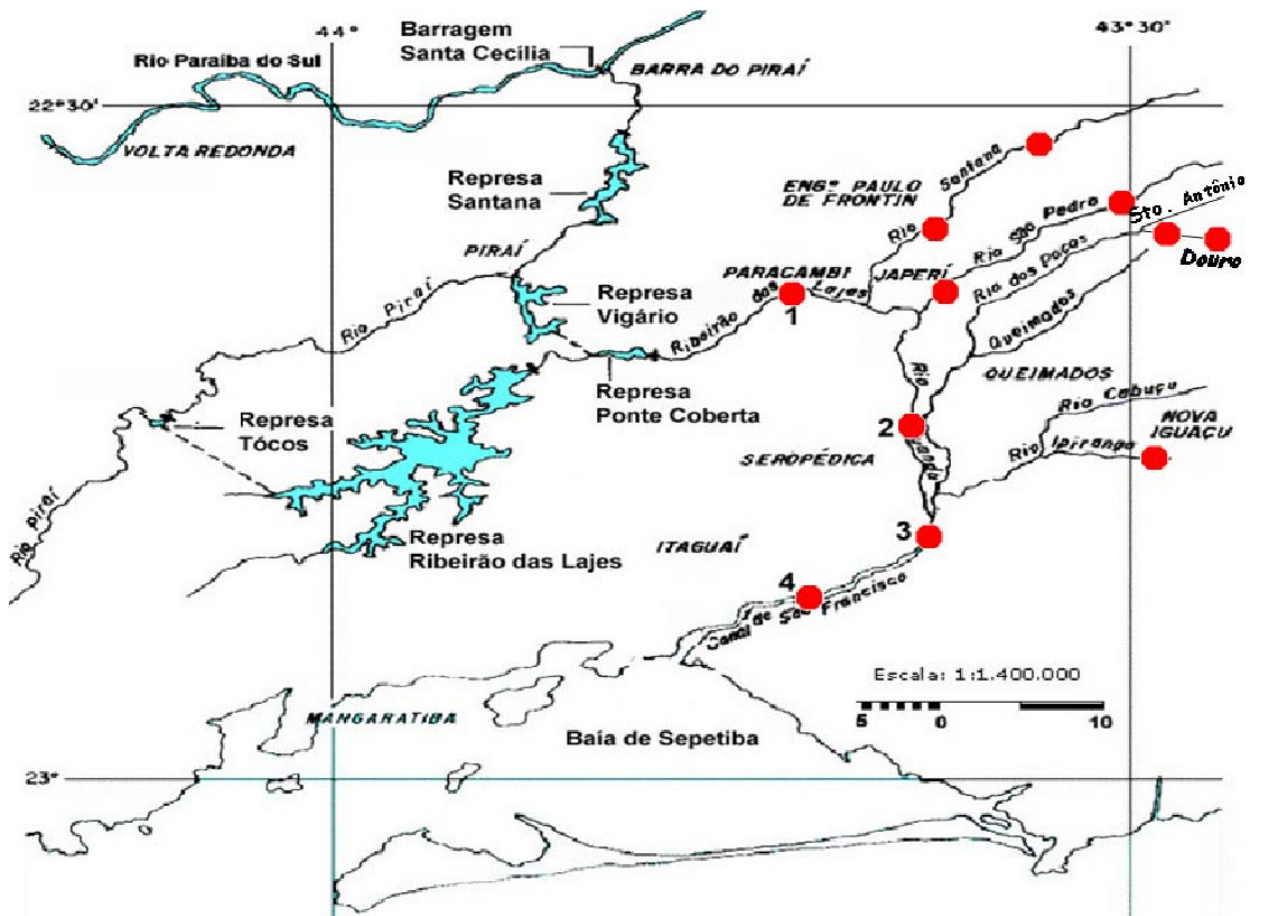 44°
43°30'
Barragem
Santa Cecília
Rio Paraíba do Sul
BARRA DO PIRAÍ
22°30'
VOLTA REDONDA
Represa
Santana
ENGº PAULO
DE FRONTIN
Rio Santana
Rio São Pedro
Sto. Antônio
Rio dos Poços
Douro
PIRAÍ
PARACAMBI
JAPERÍ
Rio Piraí
Represa
Vigário
Ribeirão das Lajes
1
Queimados
QUEIMADOS
Represa
Ponte Coberta
Represa
Tócos
Rio
2
Rio Cabuçu
NOVA
IGUAÇU
Rio Ipiranga
SEROPÉDICA
Rio Piraí
3
Represa
Ribeirão das Lajes
ITAGUAÍ
4
Canal de São Francisco
Escala: 1:1.400.000
5 0 10
MANGARATIBA
Baia de Sepetiba
23°